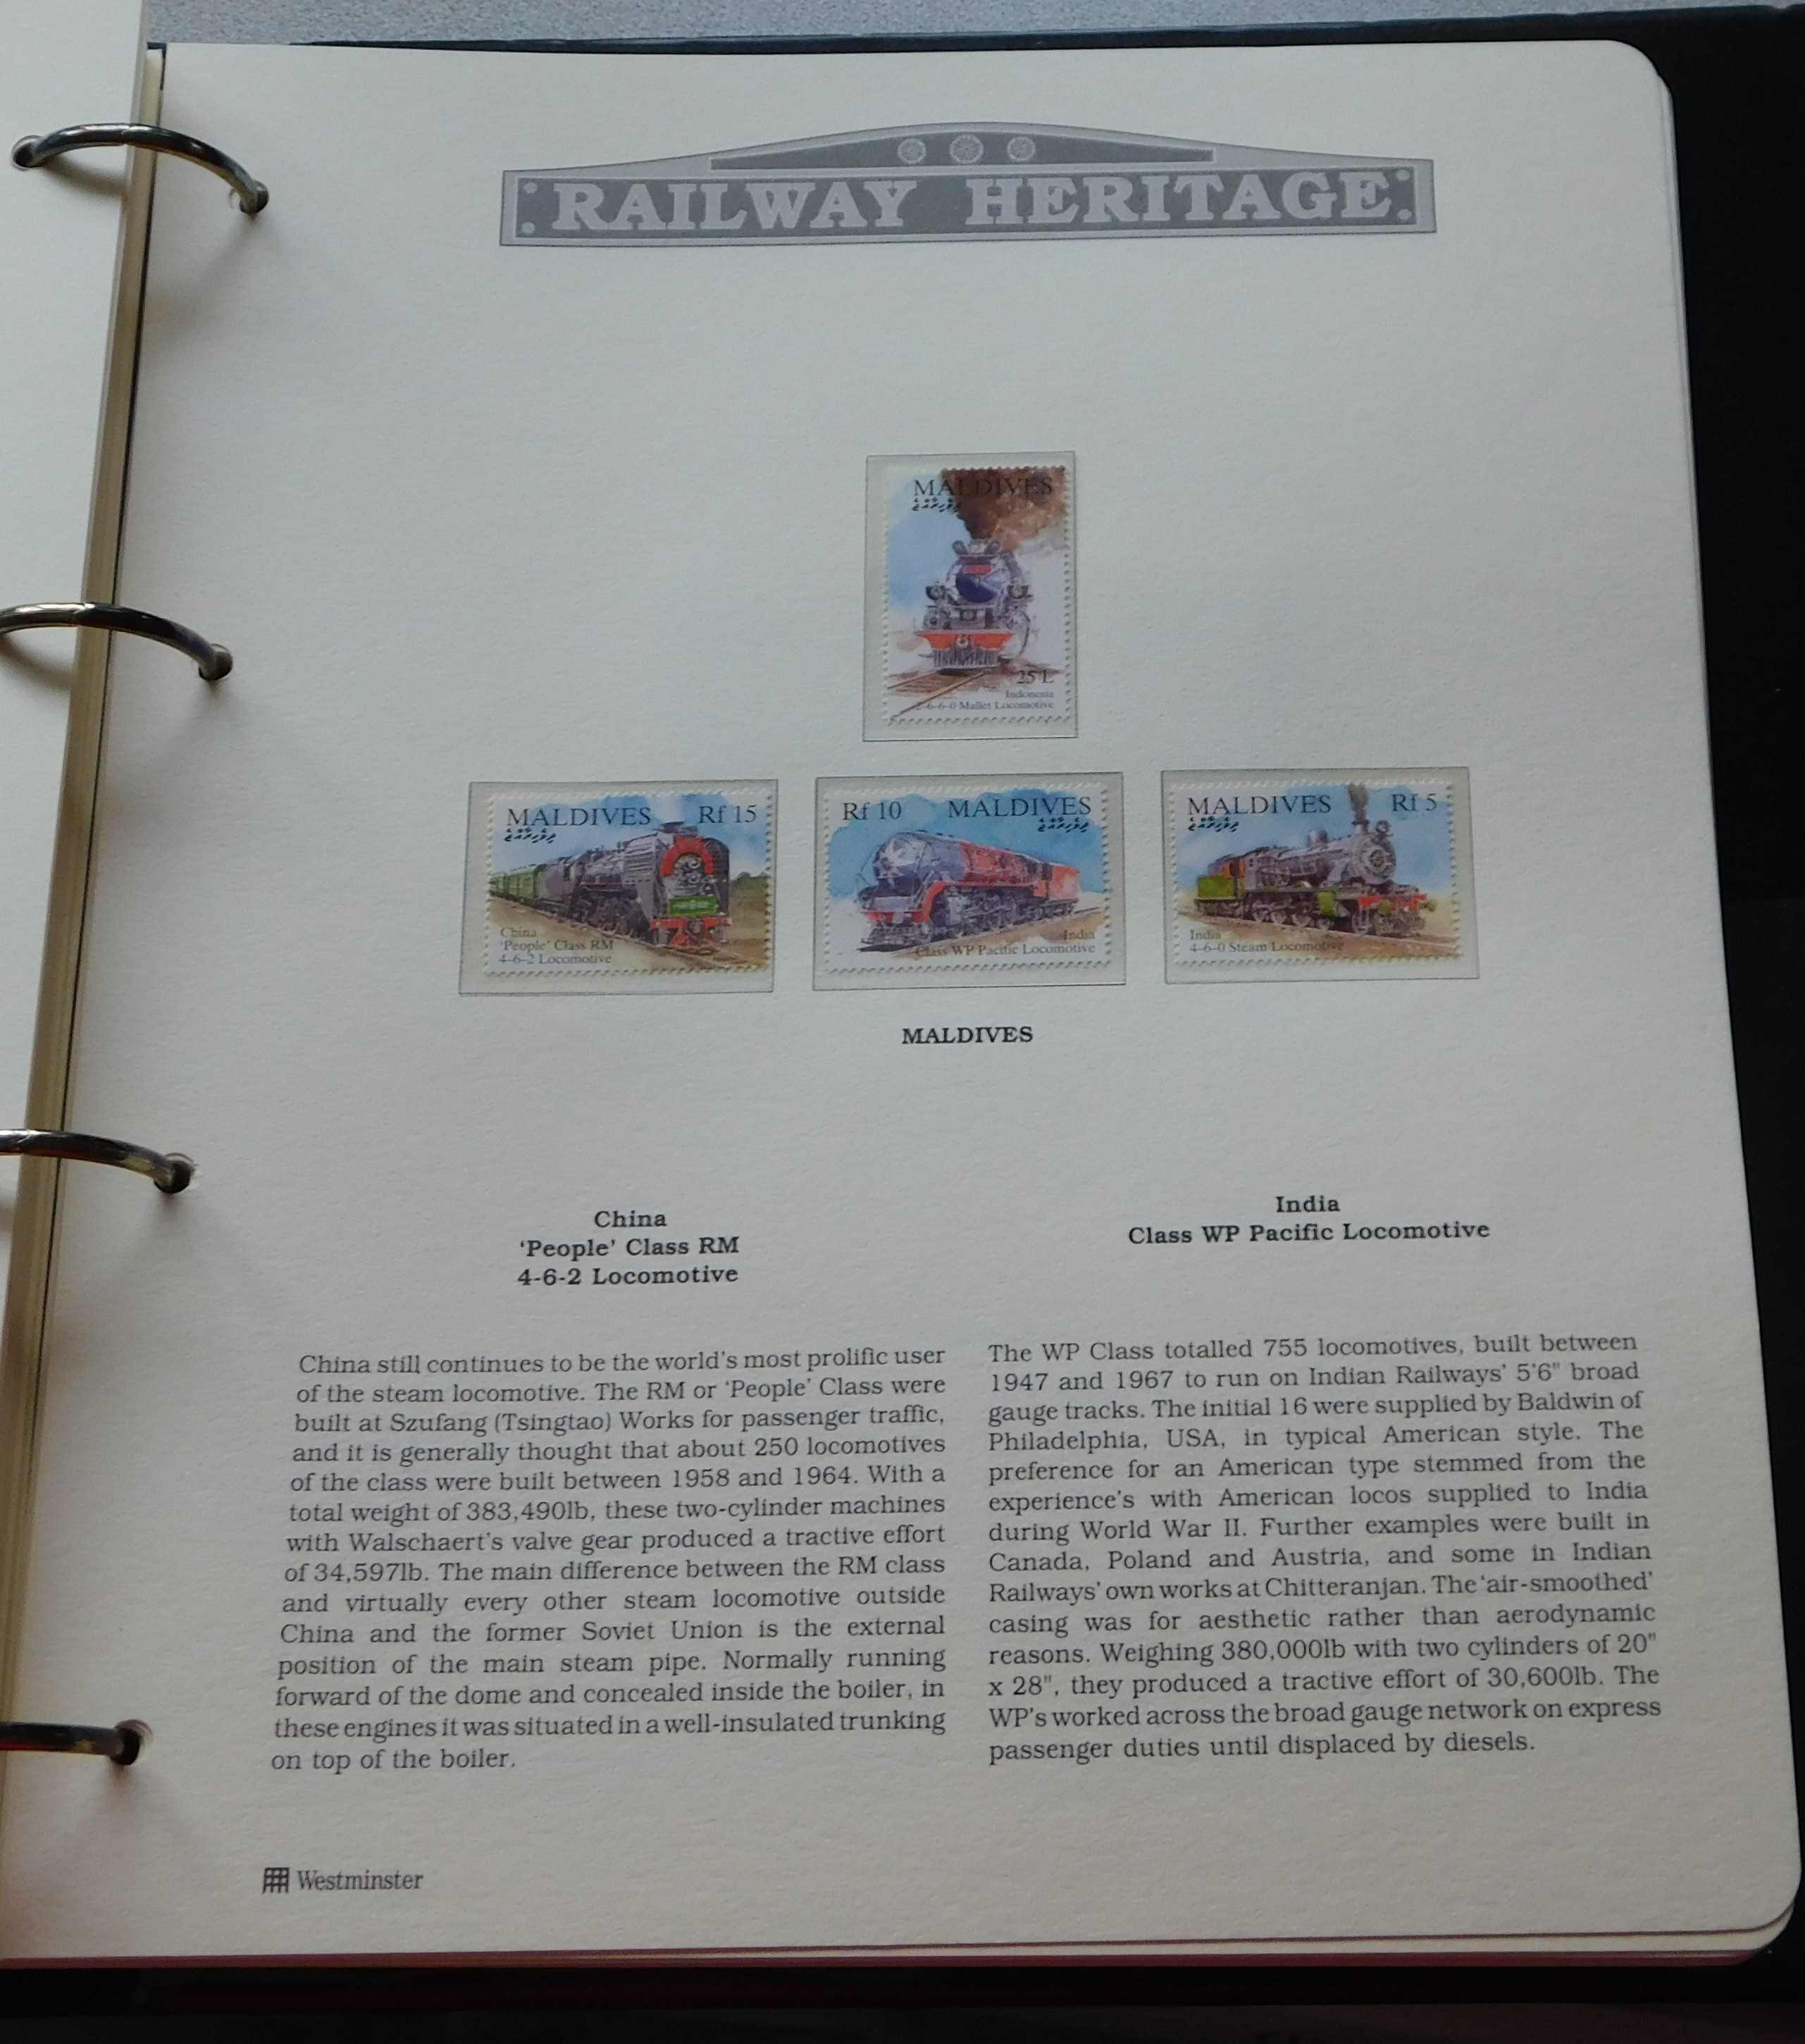 RAILWAY HERITAGE
MALDIVES
ދިވެހިރާއްޖެ
25 L
Indonesia
2-6-6-0 Mallet Locomotive
MALDIVES Rf 15
ދިވެހިރާއްޖެ
China
'People' Class RM
4-6-2 Locomotive
Rf 10 MALDIVES
ދިވެހިރާއްޖެ
India
Class WP Pacific Locomotive
MALDIVES Rf 5
ދިވެހިރާއްޖެ
India
4-6-0 Steam Locomotive
MALDIVES
China
'People' Class RM
4-6-2 Locomotive
China still continues to be the world's most prolific user
of the steam locomotive. The RM or 'People' Class were
built at Szufang (Tsingtao) Works for passenger traffic,
and it is generally thought that about 250 locomotives
of the class were built between 1958 and 1964. With a
total weight of 383,490lb, these two-cylinder machines
with Walschaert's valve gear produced a tractive effort
of 34,597lb. The main difference between the RM class
and virtually every other steam locomotive outside
China and the former Soviet Union is the external
position of the main steam pipe. Normally running
forward of the dome and concealed inside the boiler, in
these engines it was situated in a well-insulated trunking
on top of the boiler.
India
Class WP Pacific Locomotive
The WP Class totalled 755 locomotives, built between
1947 and 1967 to run on Indian Railways' 5'6" broad
gauge tracks. The initial 16 were supplied by Baldwin of
Philadelphia, USA, in typical American style. The
preference for an American type stemmed from the
experience's with American locos supplied to India
during World War II. Further examples were built in
Canada, Poland and Austria, and some in Indian
Railways' own works at Chitteranjan. The 'air-smoothed'
casing was for aesthetic rather than aerodynamic
reasons. Weighing 380,000lb with two cylinders of 20"
x 28", they produced a tractive effort of 30,600lb. The
WP's worked across the broad gauge network on express
passenger duties until displaced by diesels.
Westminster